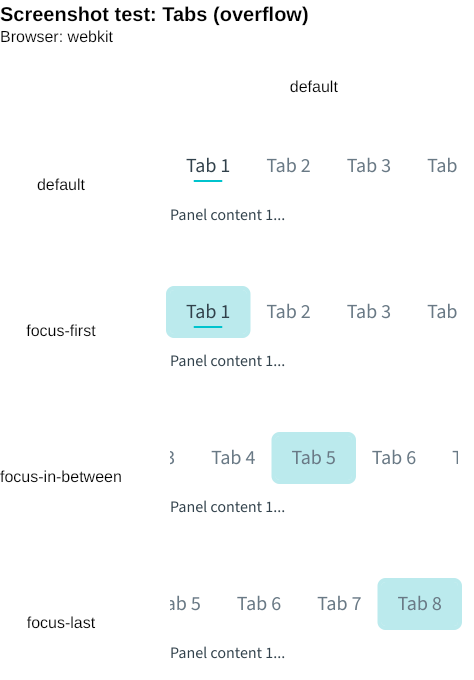 Screenshot test: Tabs (overflow)
Browser: webkit
default
default
Tab 1 Tab 2 Tab 3 Tab
Panel content 1...
focus-first
Tab 1 Tab 2 Tab 3 Tab
Panel content 1...
focus-in-between
Tab 4 Tab 5 Tab 6
Panel content 1...
focus-last
ab 5 Tab 6 Tab 7 Tab 8
Panel content 1...